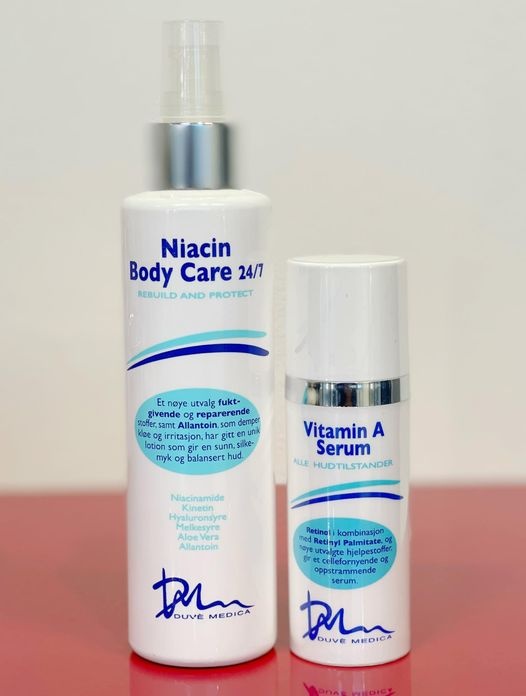 Niacin
Body Care 24/7
REBUILD AND PROTECT
Et nøye utvalg fukt-
givende og reparerende
stoffer, samt Allantoin, som demper
kløe og irritasjon, har gitt en unik
lotion som gir en sunn, silke-
myk og balansert hud.
Niacinamide
Kinetin
Hyaluronsyre
Melkesyre
Aloe Vera
Allantoin
DUVÉ MEDICA
Vitamin A
Serum
ALLE HUDTILSTANDER
Retinol i kombinasjon
med Retinyl Palmitate, og
nøye utvalgte hjelpestoffer,
gir et cellefornyende og
oppstrammende
serum.
DUVÉ MEDICA